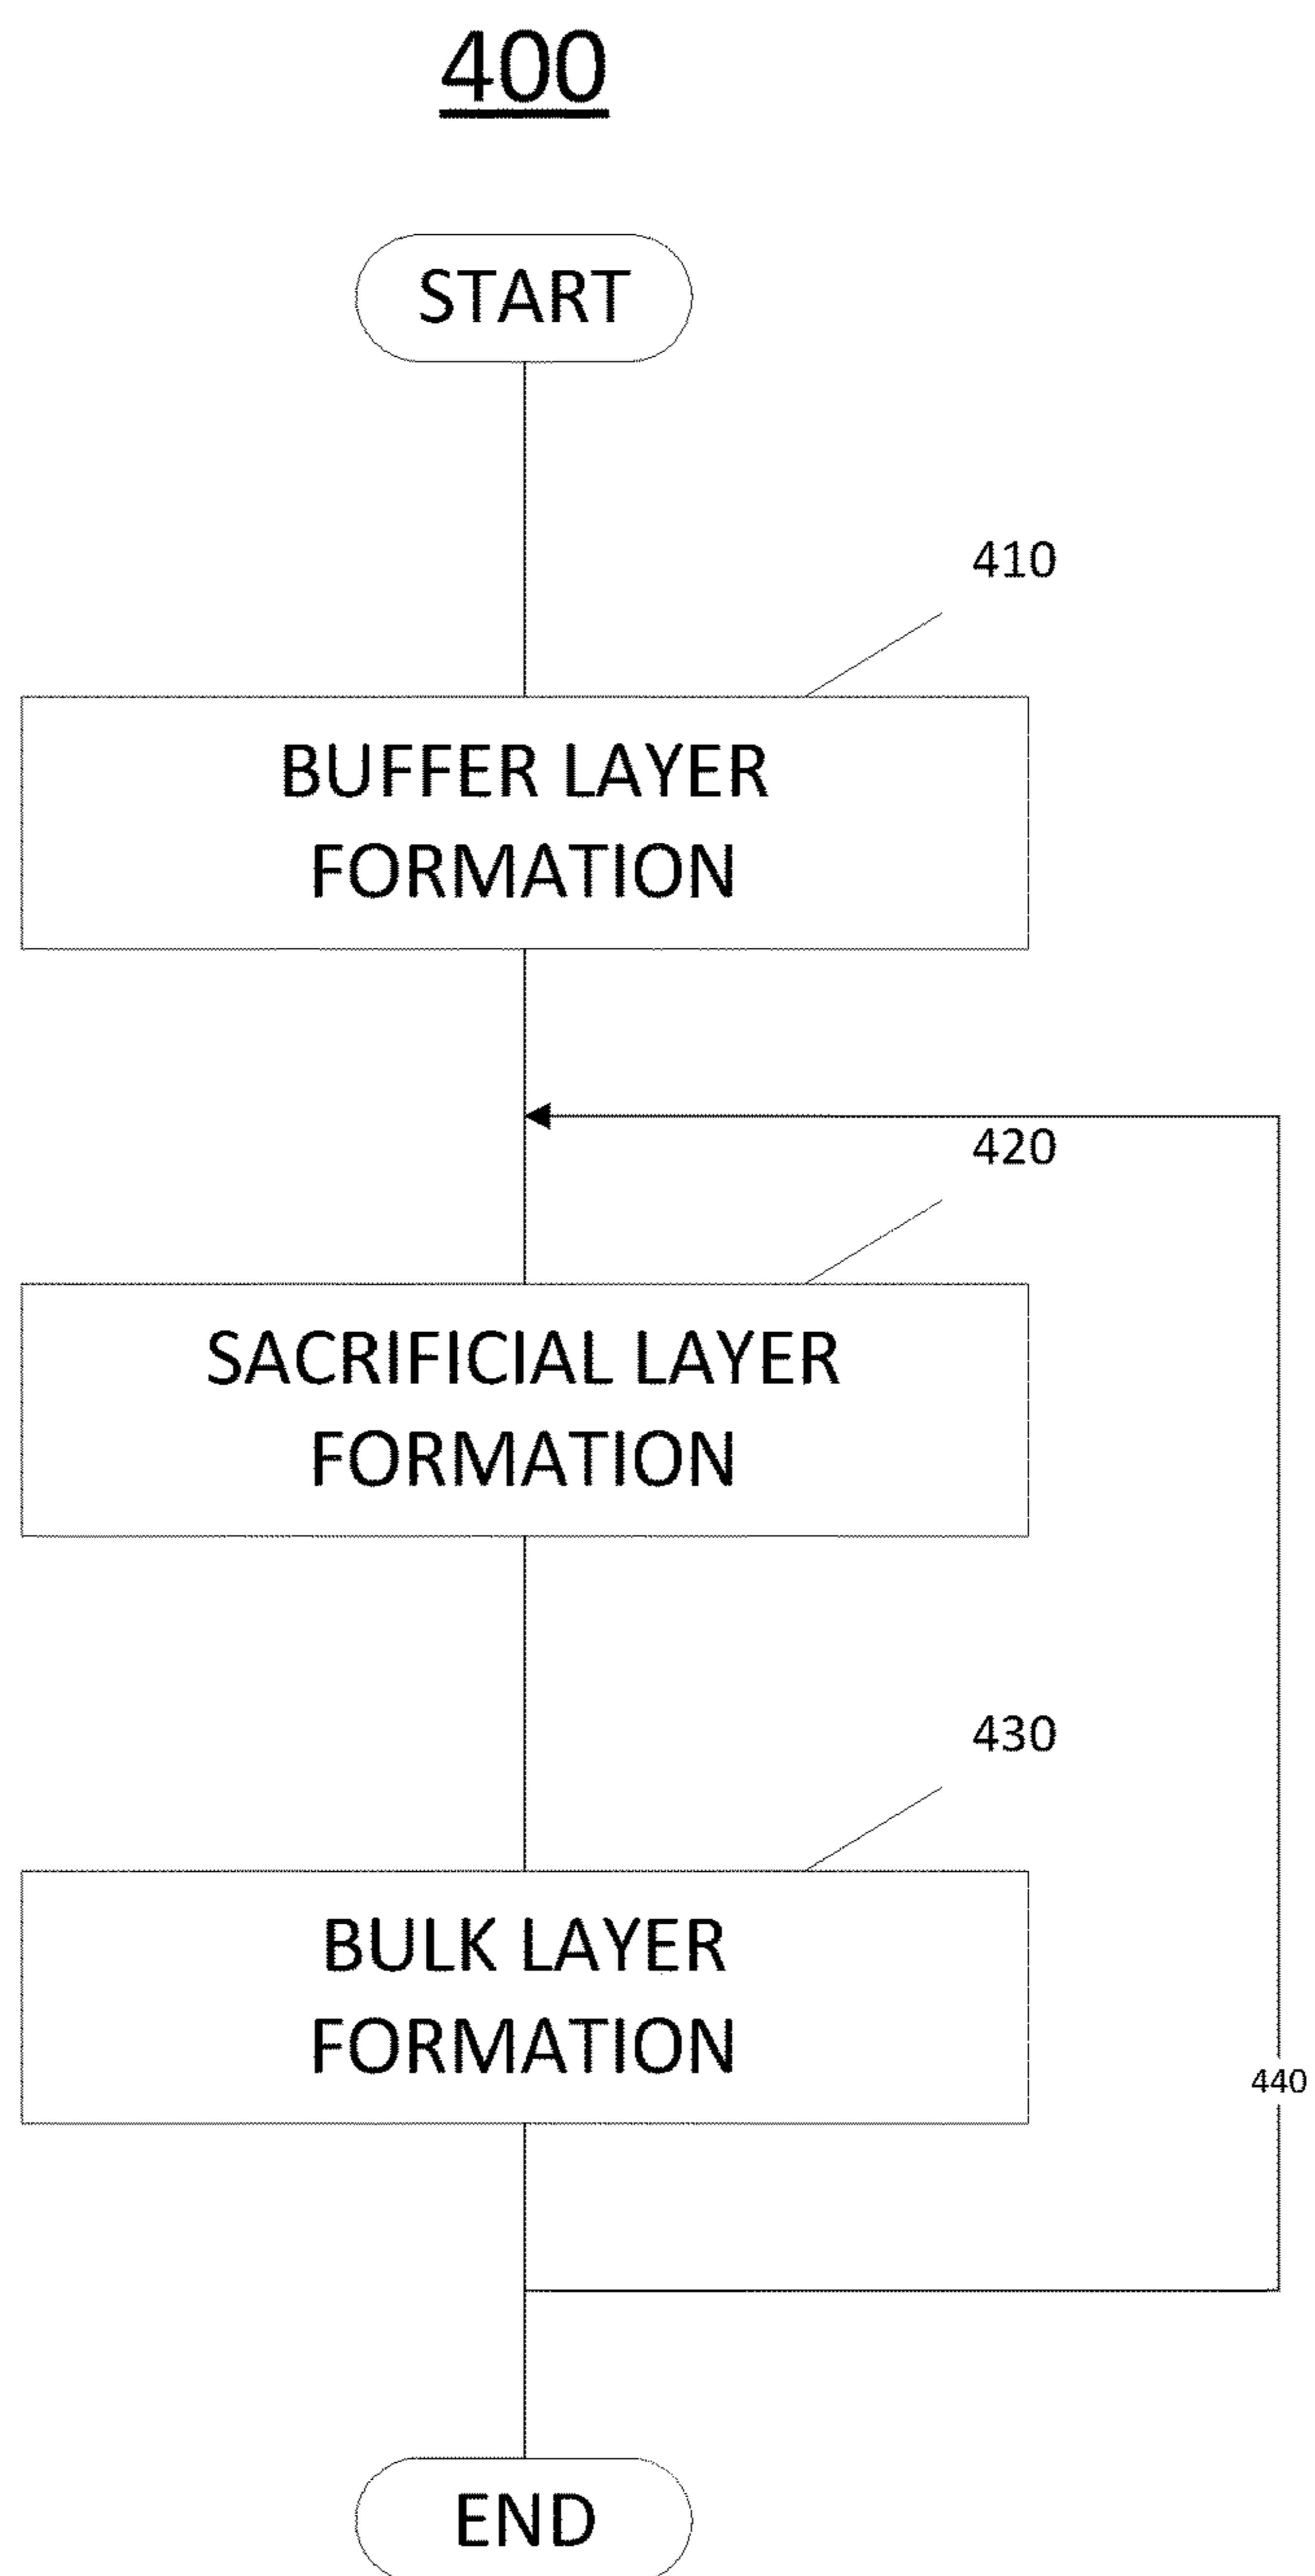 400
START
410
BUFFER LAYER
FORMATION
420
SACRIFICIAL LAYER
FORMATION
430
BULK LAYER
FORMATION
440
END